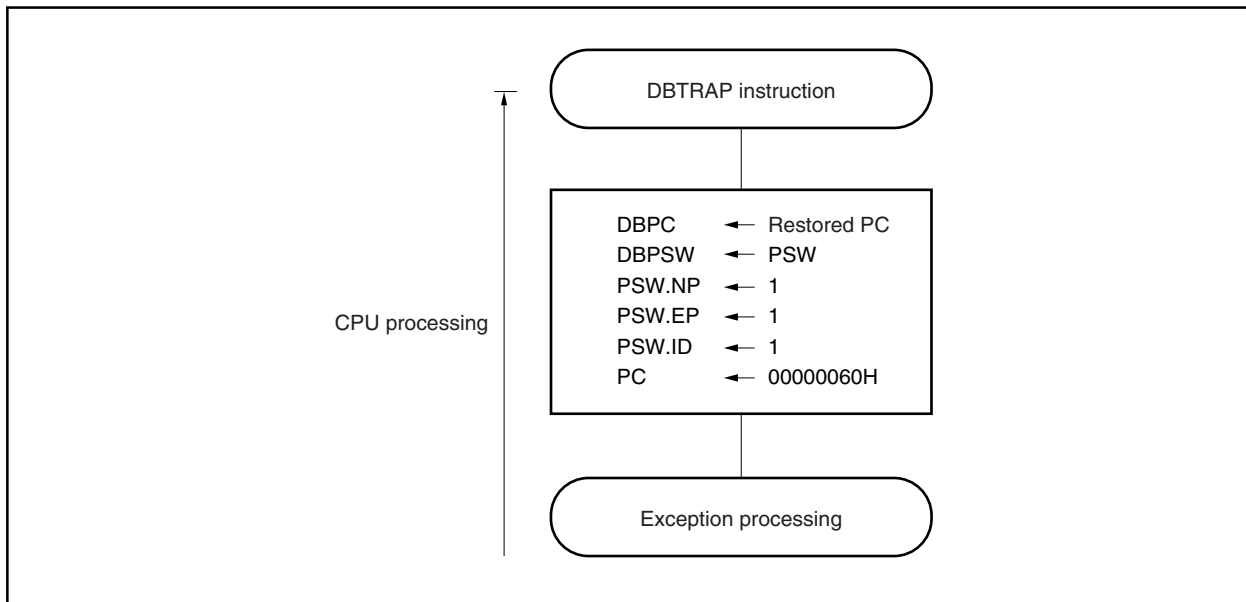 DBTRAP instruction
DBPC ← Restored PC
DBPSW ← PSW
PSW.NP ← 1
PSW.EP ← 1
PSW.ID ← 1
PC ← 00000060H
CPU processing
Exception processing